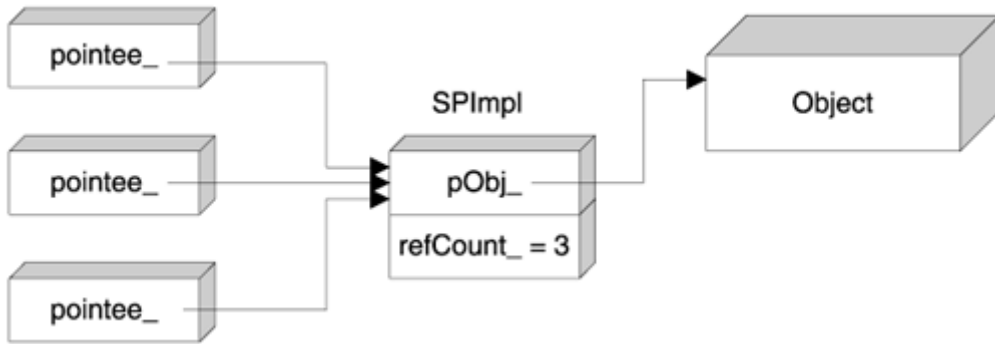 pointee_
SPImpl
Object
pointee_
pObj_
refCount_ = 3
pointee_